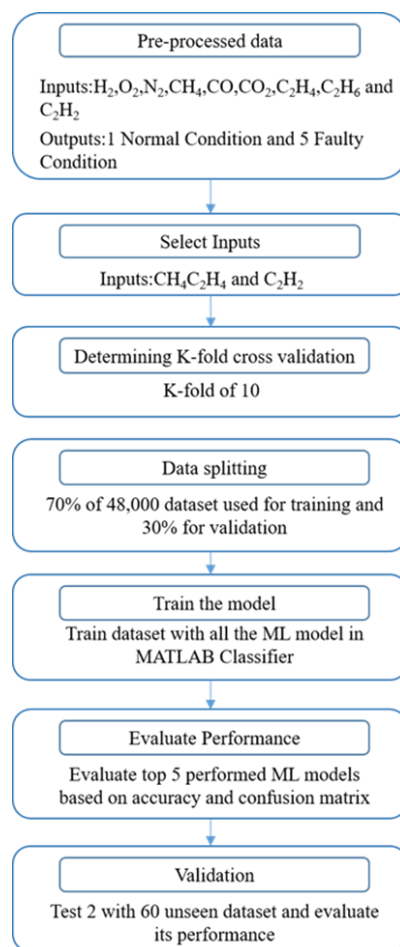 Pre-processed data
Inputs:H₂,O₂,N₂,CH₄,CO,CO₂,C₂H₄,C₂H₆ and
C₂H₂
Outputs:1 Normal Condition and 5 Faulty
Condition
Select Inputs
Inputs:CH₄C₂H₄ and C₂H₂
Determining K-fold cross validation
K-fold of 10
Data splitting
70% of 48,000 dataset used for training and
30% for validation
Train the model
Train dataset with all the ML model in
MATLAB Classifier
Evaluate Performance
Evaluate top 5 performed ML models
based on accuracy and confusion matrix
Validation
Test 2 with 60 unseen dataset and evaluate
its performance